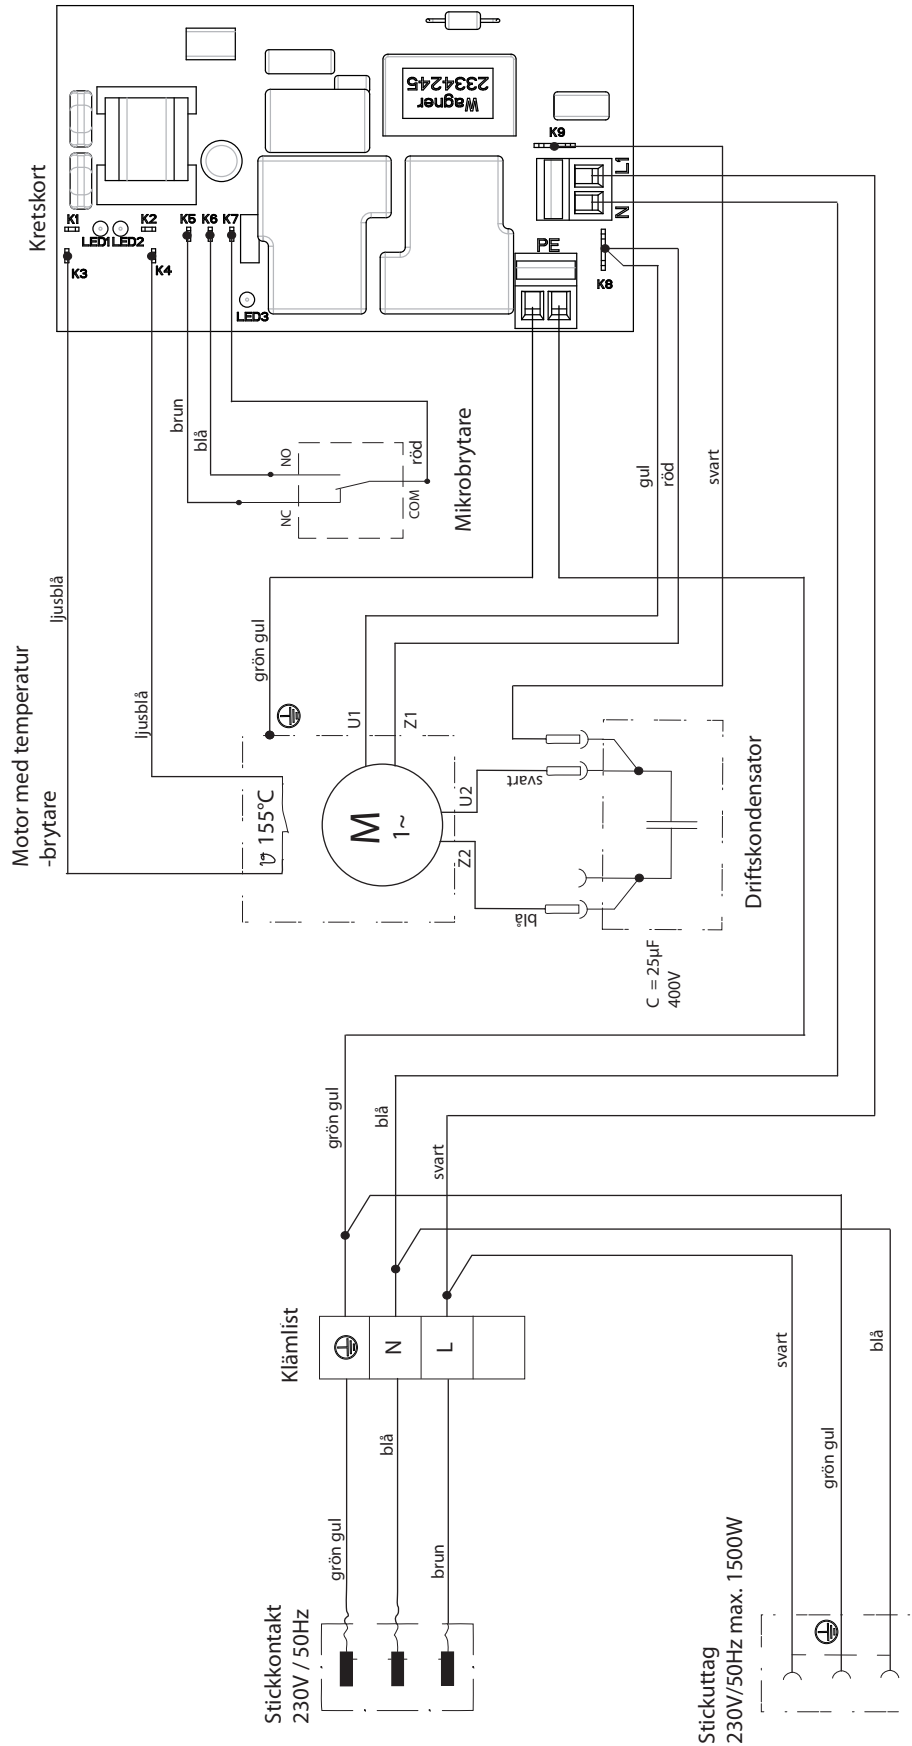 Kretskort
Wagner
2334245
K1
LED1
LED2
K2
K3
K4
K5
K6
K7
LED3
K9
L1
N
PE
K8
brun
blå
NO
NC
COM
röd
Mikrobrytare
gul
röd
svart
ljusblå
ljusblå
grön gul
Motor med temperatur
-brytare
ϑ 155°C
M
1~
U1
Z1
U2
Z2
svart
blå
Driftskondensator
C = 25µF
400V
grön gul
blå
svart
Klämlist
N
L
grön gul
blå
brun
Stickkontakt
230V / 50Hz
svart
grön gul
blå
Stickuttag
230V/50Hz max. 1500W